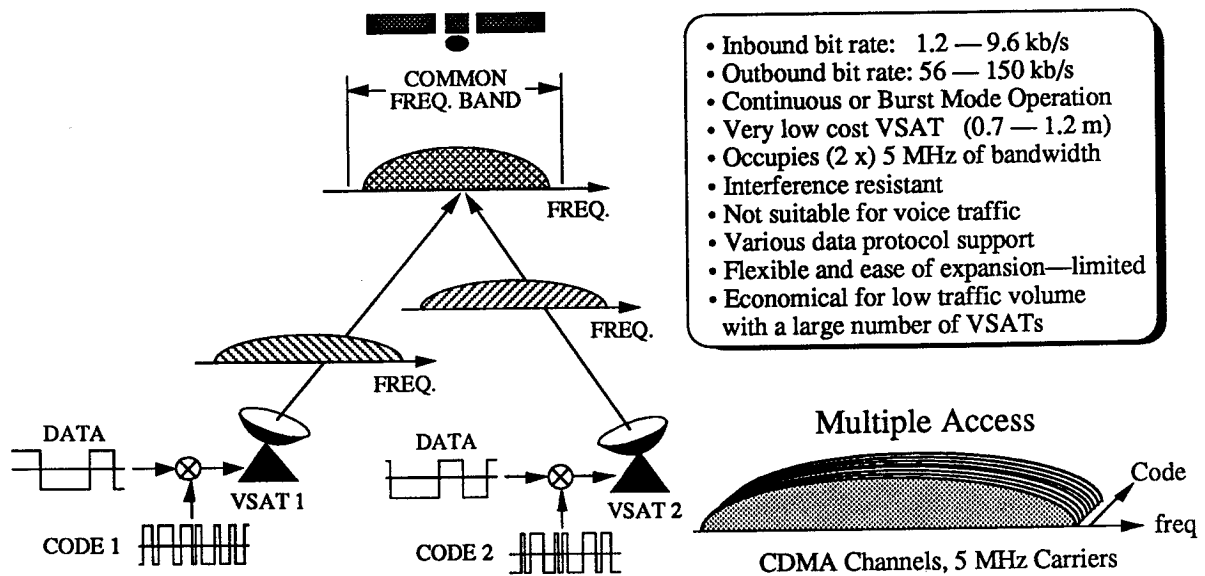 COMMON
FREQ. BAND
FREQ.
FREQ.
FREQ.
DATA
VSAT 1
CODE 1
DATA
VSAT 2
CODE 2
• Inbound bit rate: 1.2 — 9.6 kb/s
• Outbound bit rate: 56 — 150 kb/s
• Continuous or Burst Mode Operation
• Very low cost VSAT (0.7 — 1.2 m)
• Occupies (2 x) 5 MHz of bandwidth
• Interference resistant
• Not suitable for voice traffic
• Various data protocol support
• Flexible and ease of expansion—limited
• Economical for low traffic volume
with a large number of VSATs
Multiple Access
Code
freq
CDMA Channels, 5 MHz Carriers